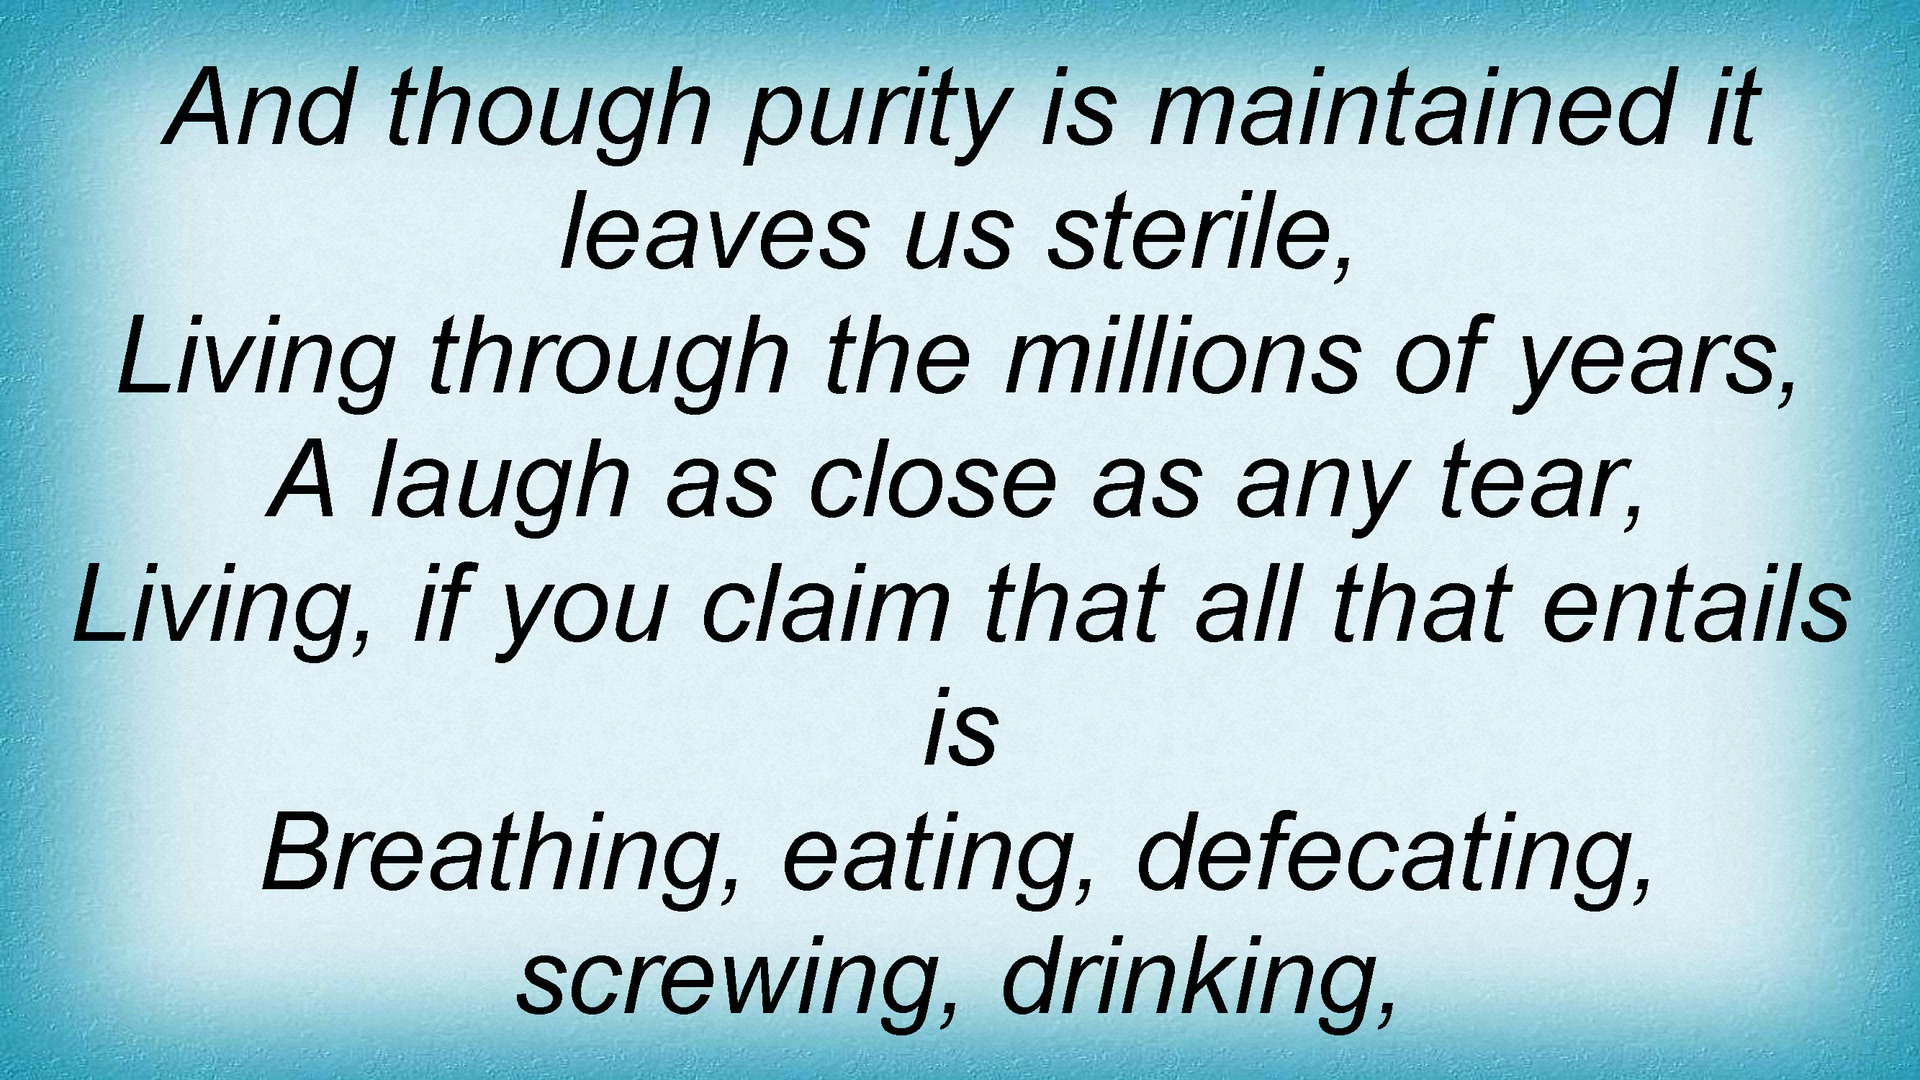 And though purity is maintained it
leaves us sterile,
Living through the millions of years,
A laugh as close as any tear,
Living, if you claim that all that entails
is
Breathing, eating, defecating,
screwing, drinking,